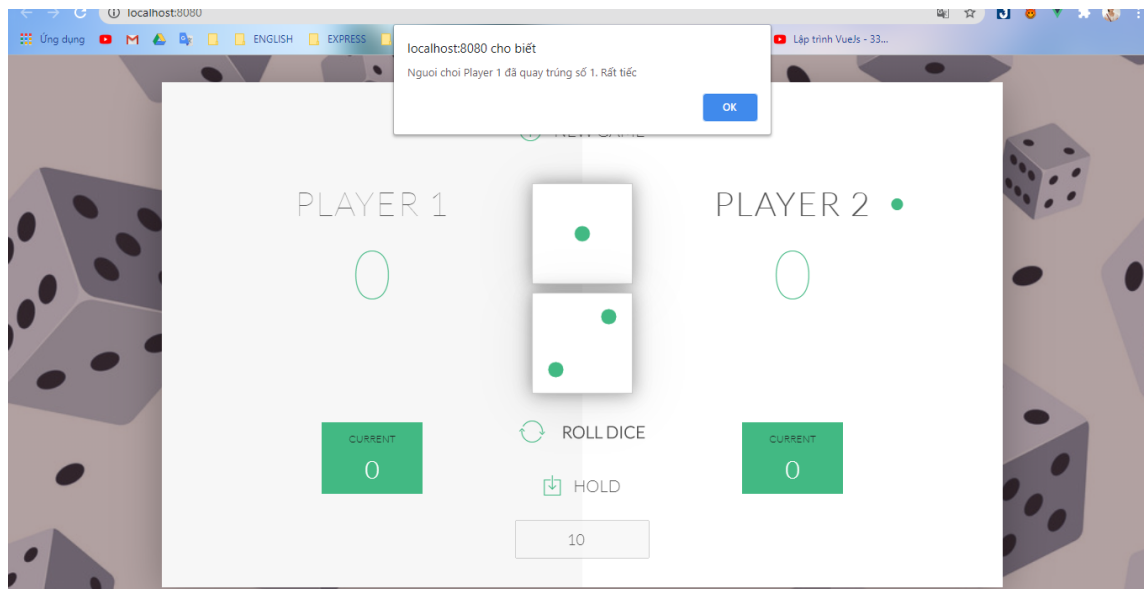 localhost:8080
Ứng dụng
ENGLISH
EXPRESS
Lập trình VueJs - 33...
localhost:8080 cho biết
Nguoi choi Player 1 đã quay trúng số 1. Rất tiếc
OK
NEW GAME
PLAYER 1
0
PLAYER 2
0
CURRENT
0
ROLL DICE
CURRENT
0
HOLD
10